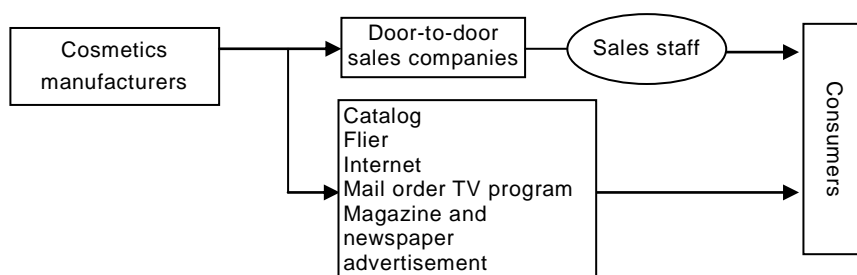 Cosmetics
manufacturers
Door-to-door
sales companies
Sales staff
Catalog
Flier
Internet
Mail order TV program
Magazine and
newspaper
advertisement
Consumers